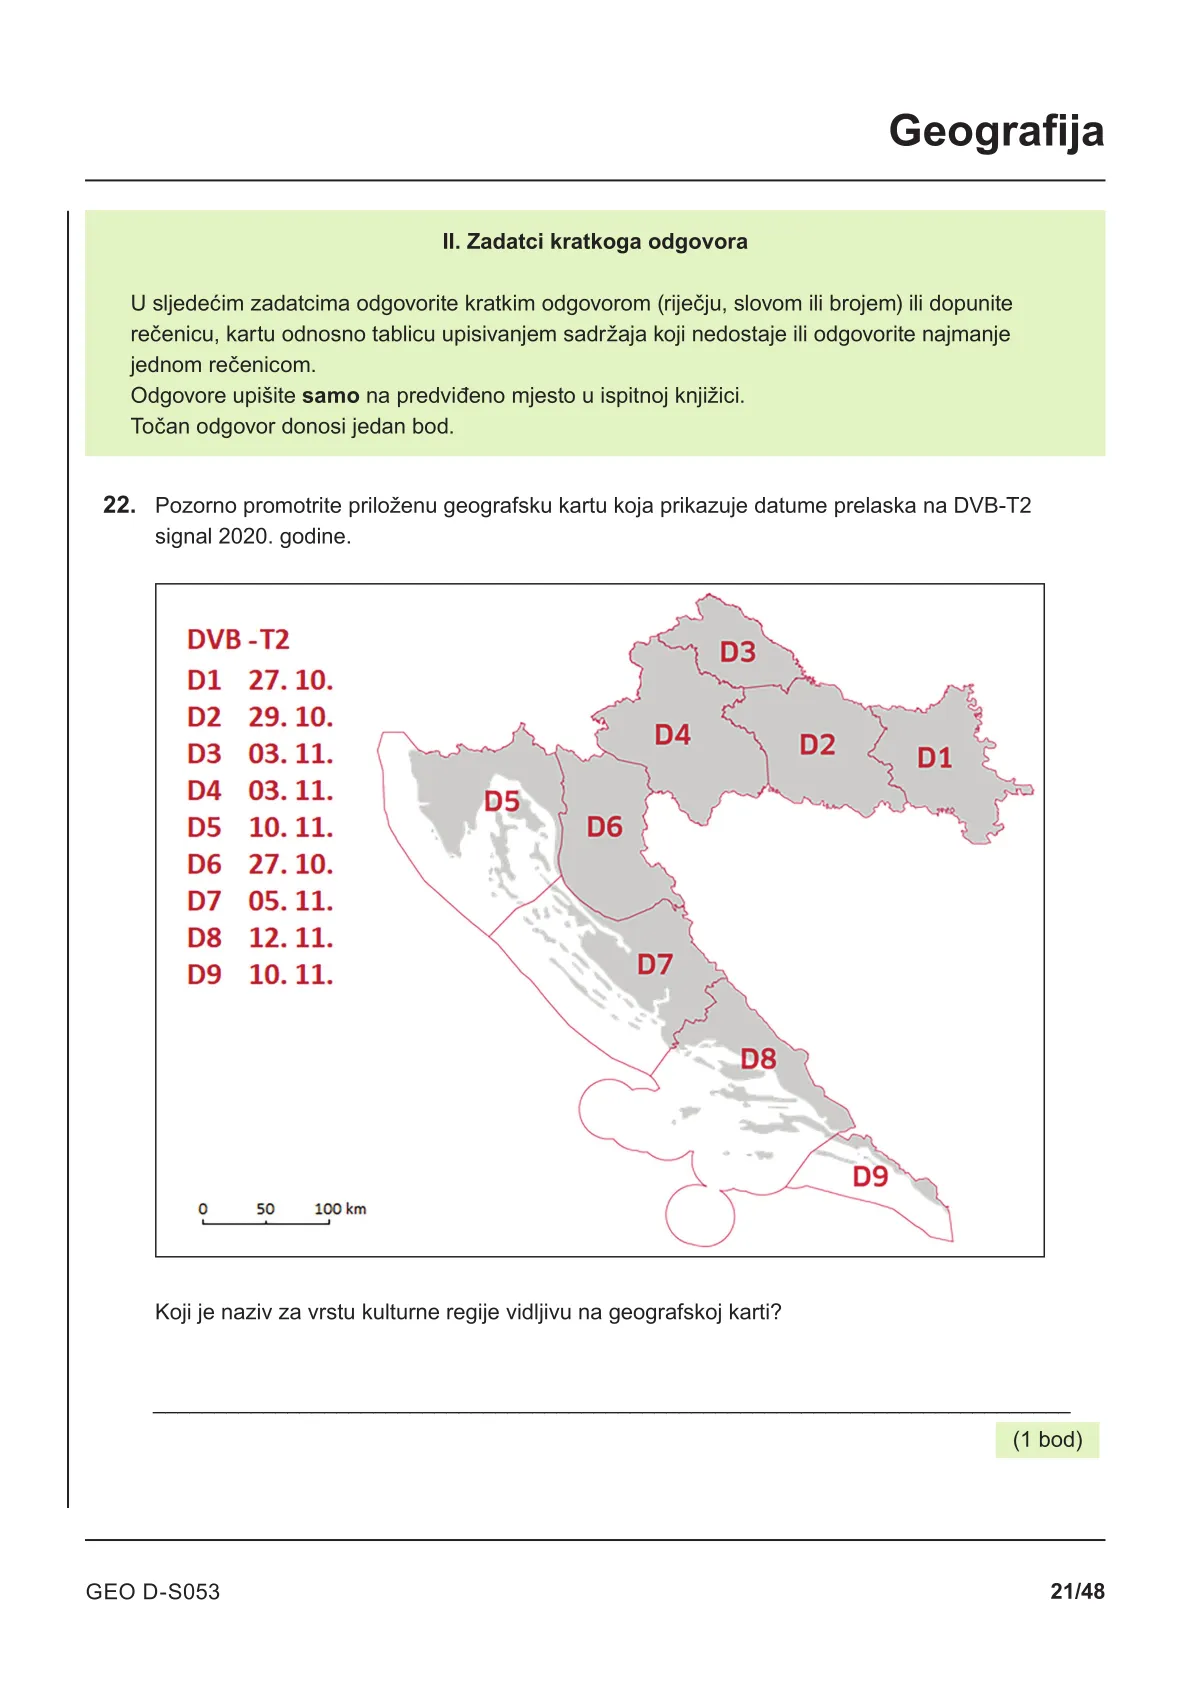 Geografija
II. Zadatci kratkoga odgovora
U sljedećim zadatcima odgovorite kratkim odgovorom (riječju, slovom ili brojem) ili dopunite
rečenicu, kartu odnosno tablicu upisivanjem sadržaja koji nedostaje ili odgovorite najmanje
jednom rečenicom.
Odgovore upišite samo na predviđeno mjesto u ispitnoj knjižici.
Točan odgovor donosi jedan bod.
22. Pozorno promotrite priloženu geografsku kartu koja prikazuje datume prelaska na DVB-T2
signal 2020. godine.
DVB -T2
D1 27. 10.
D2 29. 10.
D3 03. 11.
D4 03. 11.
D5 10. 11.
D6 27. 10.
D7 05. 11.
D8 12. 11.
D9 10. 11.
D3
D4
D2
D1
D5
D6
D7
D8
D9
0 50 100 km
Koji je naziv za vrstu kulturne regije vidljivu na geografskoj karti?
(1 bod)
GEO D-S053
21/48